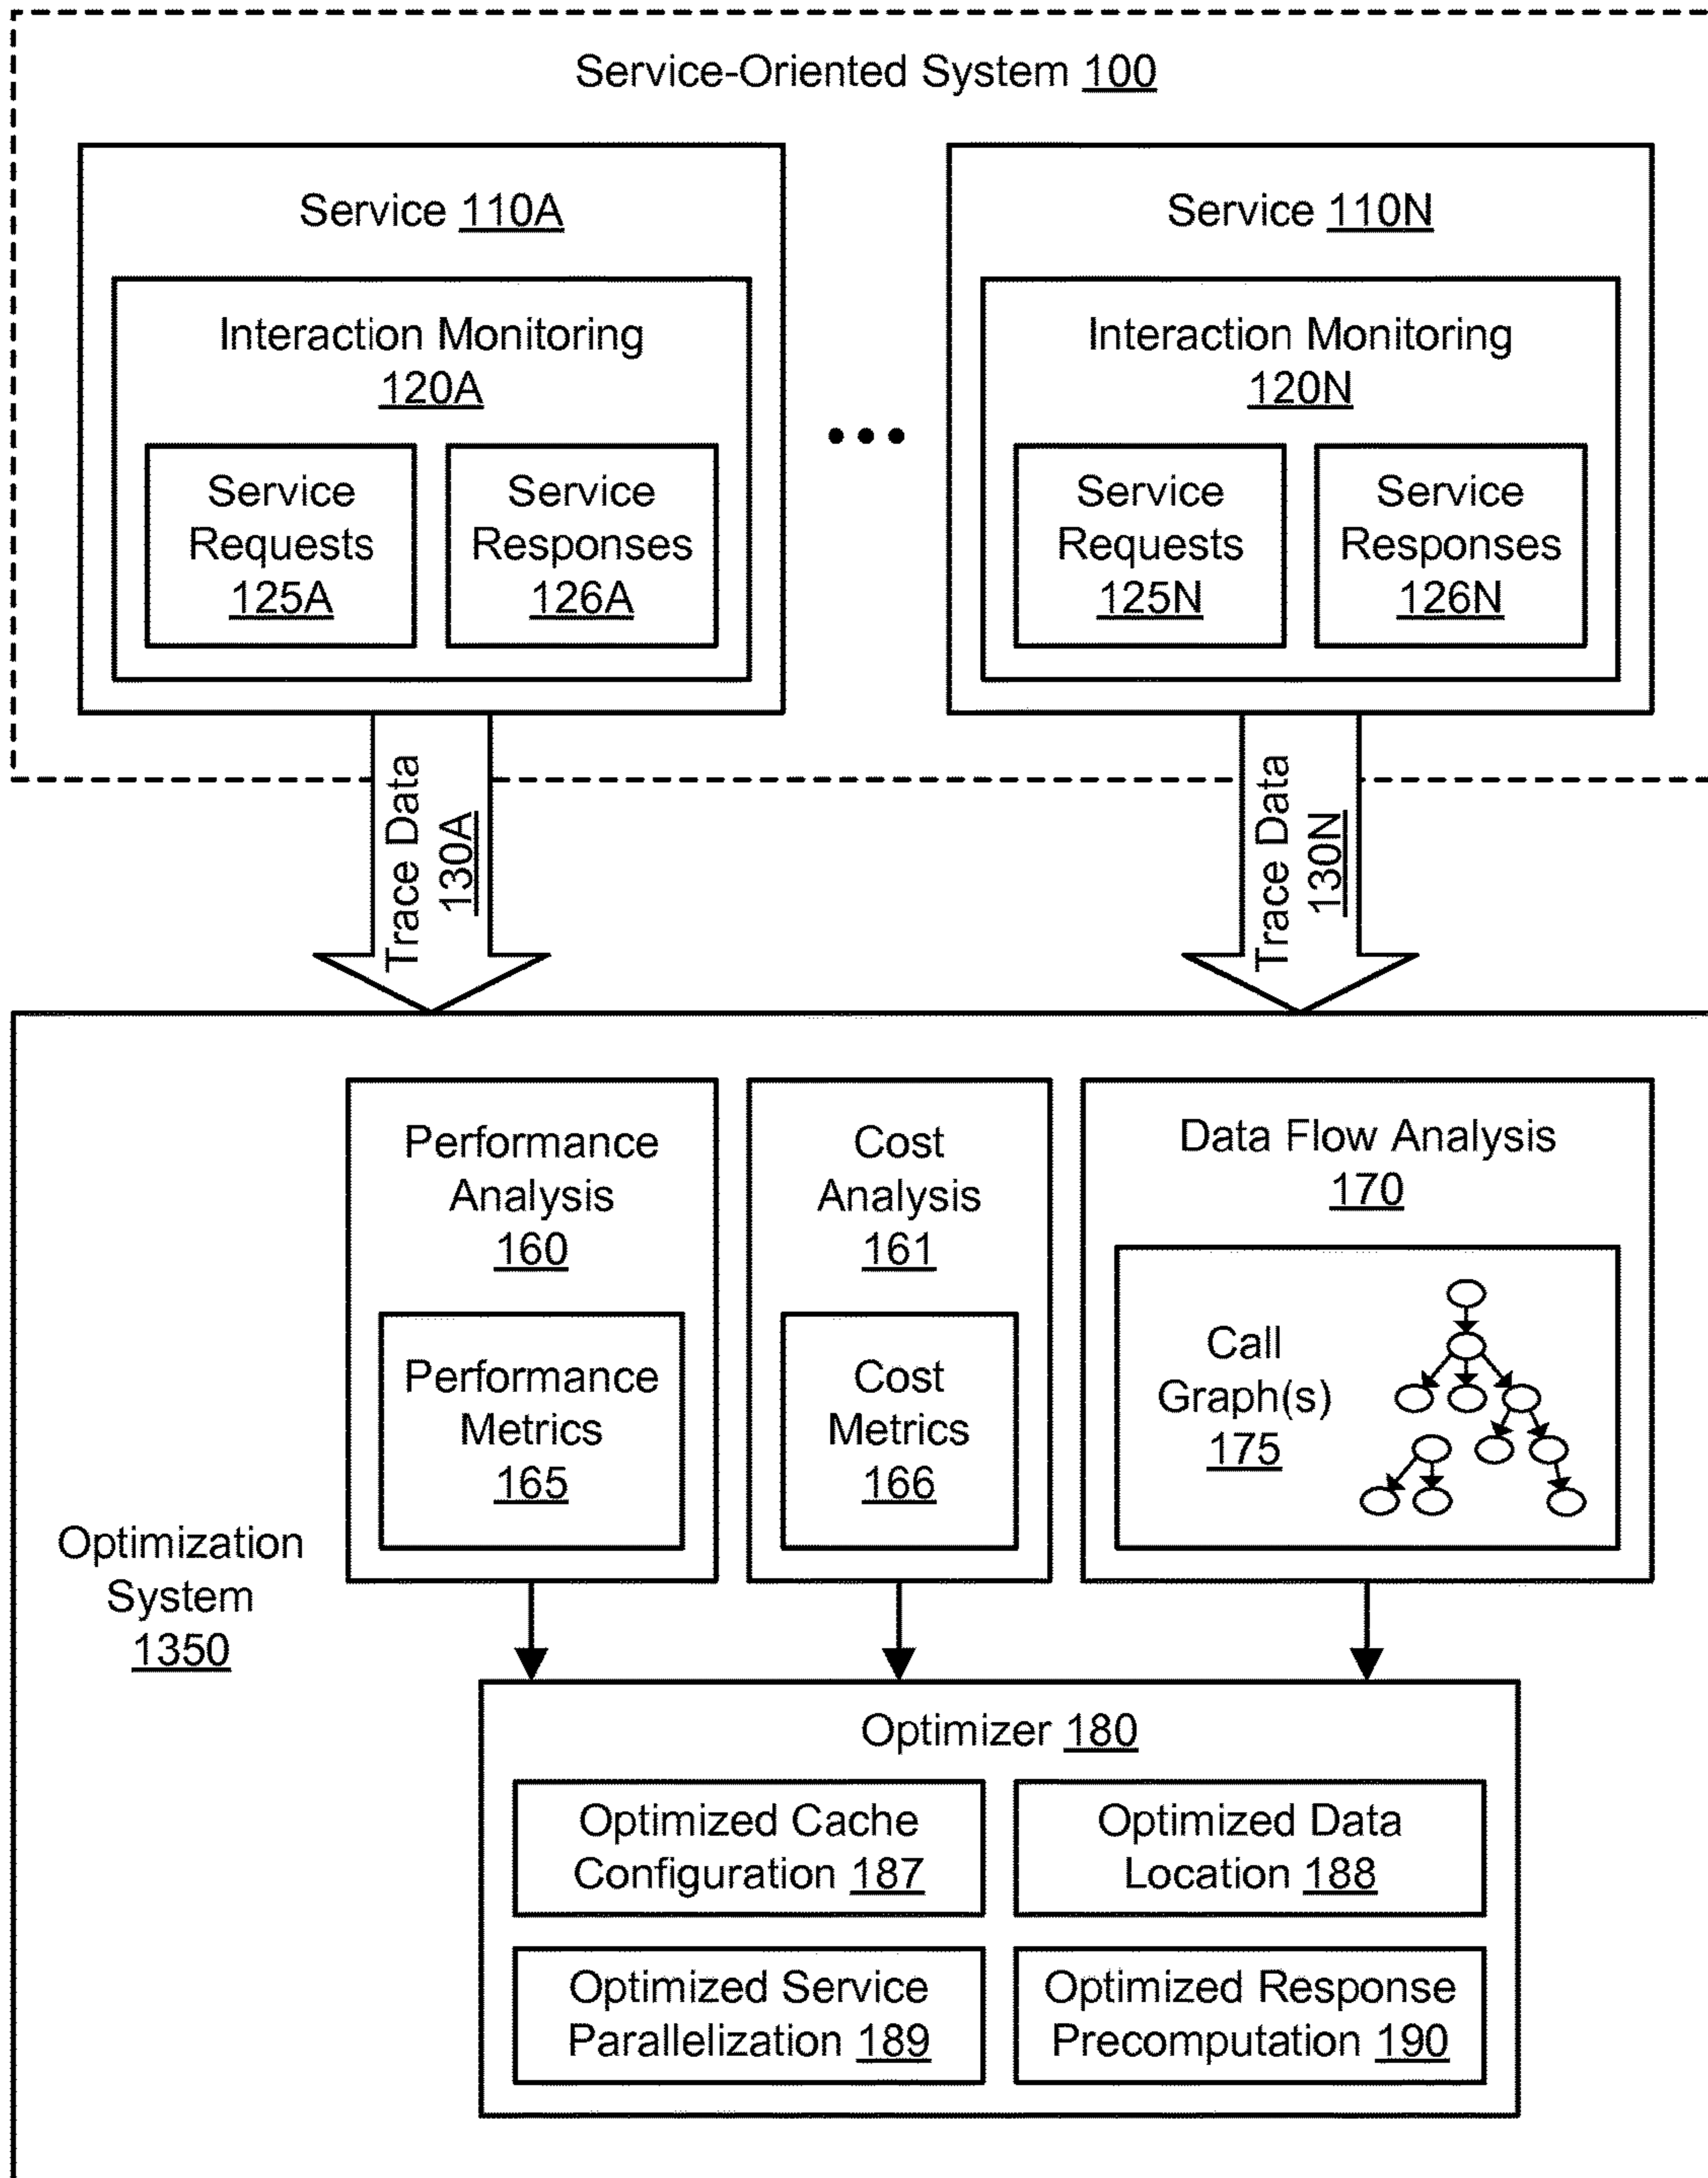 Service-Oriented System 100
Service 110A
Interaction Monitoring
120A
Service
Requests
125A
Service
Responses
126A
•••
Service 110N
Interaction Monitoring
120N
Service
Requests
125N
Service
Responses
126N
Trace Data
130A
Trace Data
130N
Optimization
System
1350
Performance
Analysis
160
Performance
Metrics
165
Cost
Analysis
161
Cost
Metrics
166
Data Flow Analysis
170
Call
Graph(s)
175
Optimizer 180
Optimized Cache
Configuration 187
Optimized Data
Location 188
Optimized Service
Parallelization 189
Optimized Response
Precomputation 190